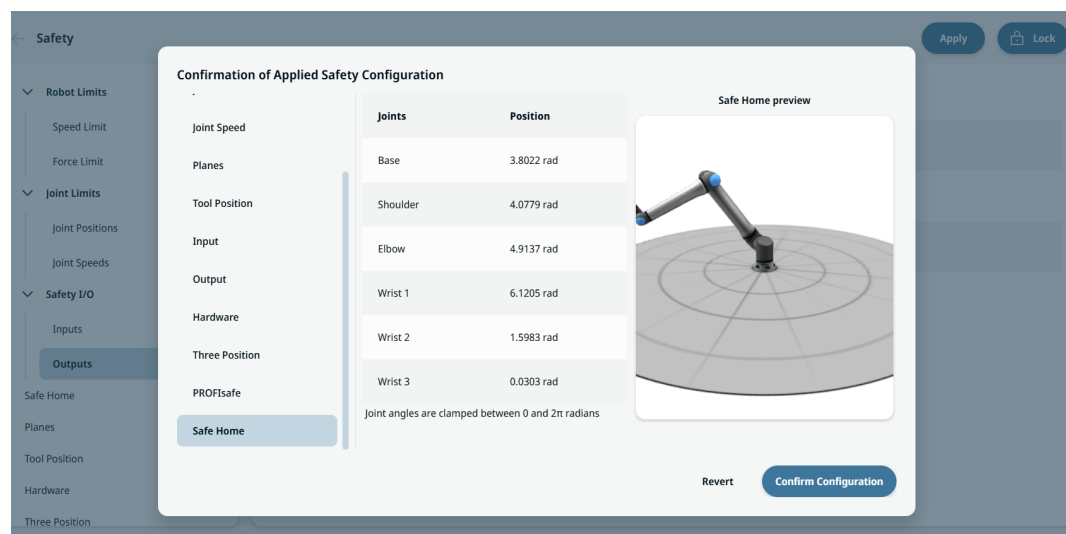 Safety
Apply
Lock
Robot Limits
Speed Limit
Force Limit
Joint Limits
Joint Positions
Joint Speeds
Safety I/O
Inputs
Outputs
Safe Home
Planes
Tool Position
Hardware
Three Position
Confirmation of Applied Safety Configuration
Joint Speed
Planes
Tool Position
Input
Output
Hardware
Three Position
PROFIsafe
Safe Home
Joints Position
Base 3.8022 rad
Shoulder 4.0779 rad
Elbow 4.9137 rad
Wrist 1 6.1205 rad
Wrist 2 1.5983 rad
Wrist 3 0.0303 rad
Joint angles are clamped between 0 and 2π radians
Safe Home preview
Revert
Confirm Configuration